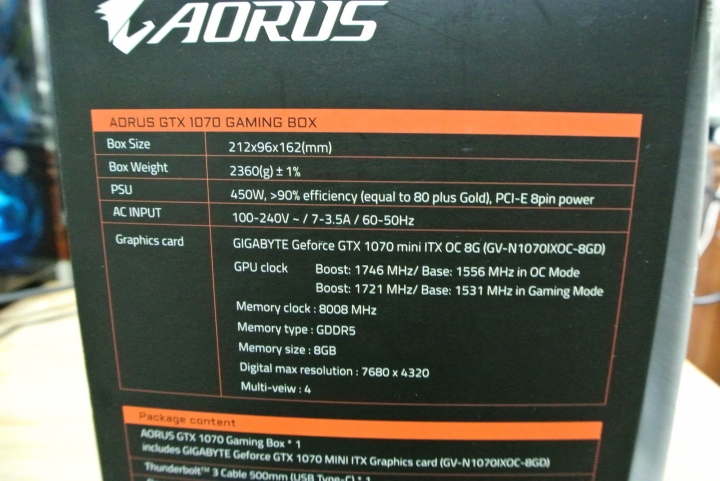 AORUS
AORUS GTX 1070 GAMING BOX
Box Size 212x96x162(mm)
Box Weight 2360(g) ± 1%
PSU 450W, >90% efficiency (equal to 80 plus Gold), PCI-E 8pin power
AC INPUT 100-240V ~ / 7-3.5A / 60-50Hz
Graphics card GIGABYTE Geforce GTX 1070 mini ITX OC 8G (GV-N1070IXOC-8GD)
GPU clock Boost: 1746 MHz/ Base: 1556 MHz in OC Mode
Boost: 1721 MHz/ Base: 1531 MHz in Gaming Mode
Memory clock : 8008 MHz
Memory type : GDDR5
Memory size : 8GB
Digital max resolution : 7680 x 4320
Multi-veiw : 4
Package content
AORUS GTX 1070 Gaming Box * 1
includes GIGABYTE Geforce GTX 1070 MINI ITX Graphics card (GV-N1070IXOC-8GD)
Thunderbolt™ 3 Cable 500mm (USB Type-C) * 1